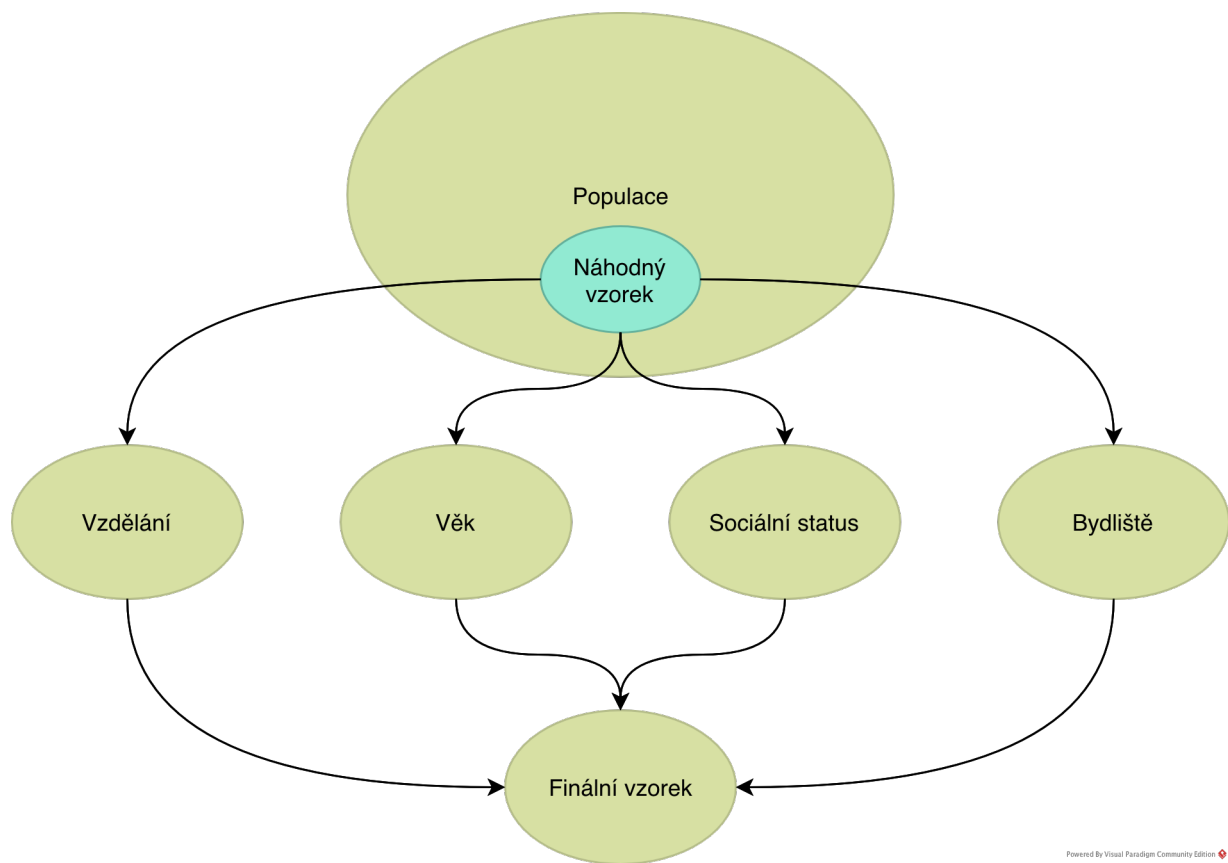 Populace
Náhodný
vzorek
Vzdělání
Věk
Sociální status
Bydliště
Finální vzorek
Powered By Visual Paradigm Community Edition